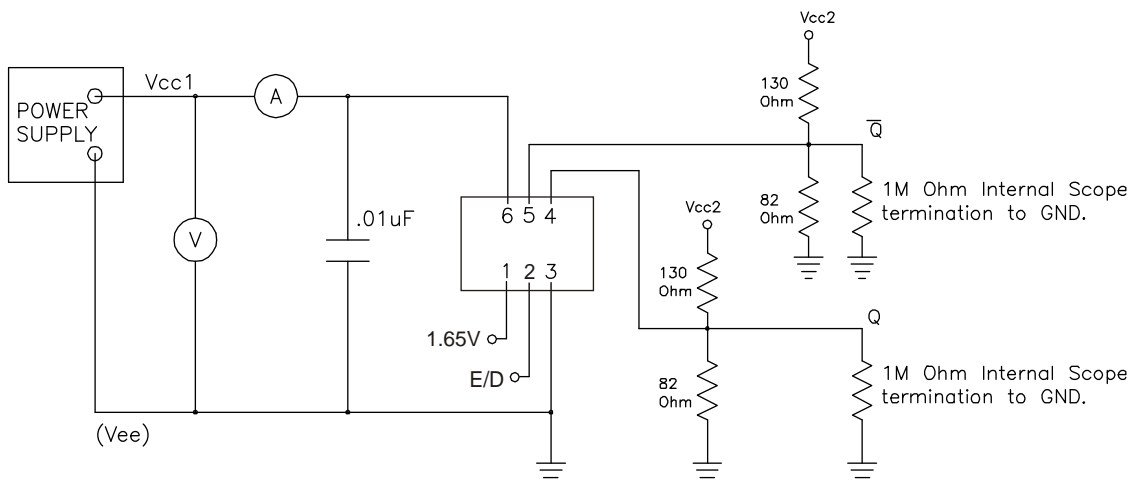 Vcc2
Vcc1
A
130
Ohm
POWER
SUPPLY
Q̅
1M Ohm Internal Scope
termination to GND.
82
Ohm
Vcc2
.01uF
6 5 4
V
1 2 3
130
Ohm
1.65V
Q
E/D
1M Ohm Internal Scope
termination to GND.
82
Ohm
(Vee)